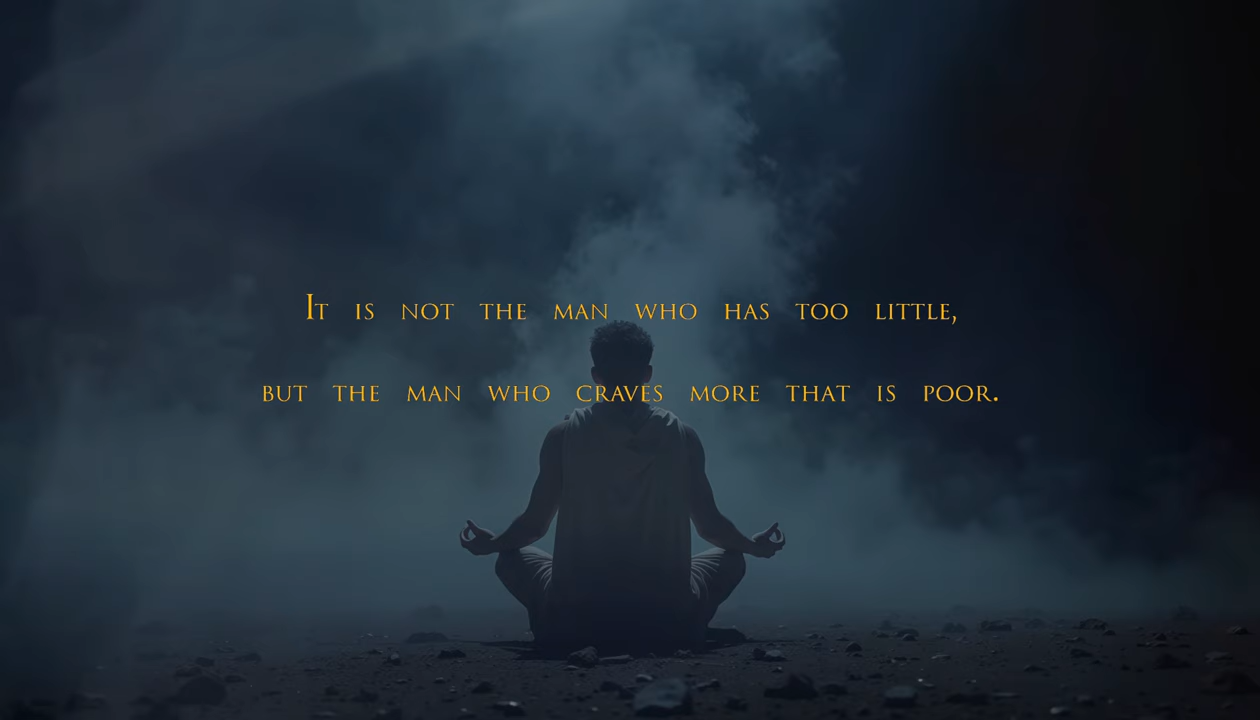 It is not the man who has too little,
but the man who craves more that is poor.